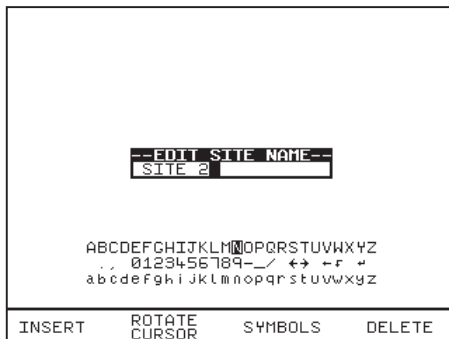 --EDIT SITE NAME--
SITE 2
ABCDEFGHIJKLMNOPQRSTUVWXYZ
., 0123456789-_/ ←→ ←↱ ↵
abcdefghijklmnopqrstuvwxyz
INSERT ROTATE CURSOR SYMBOLS DELETE